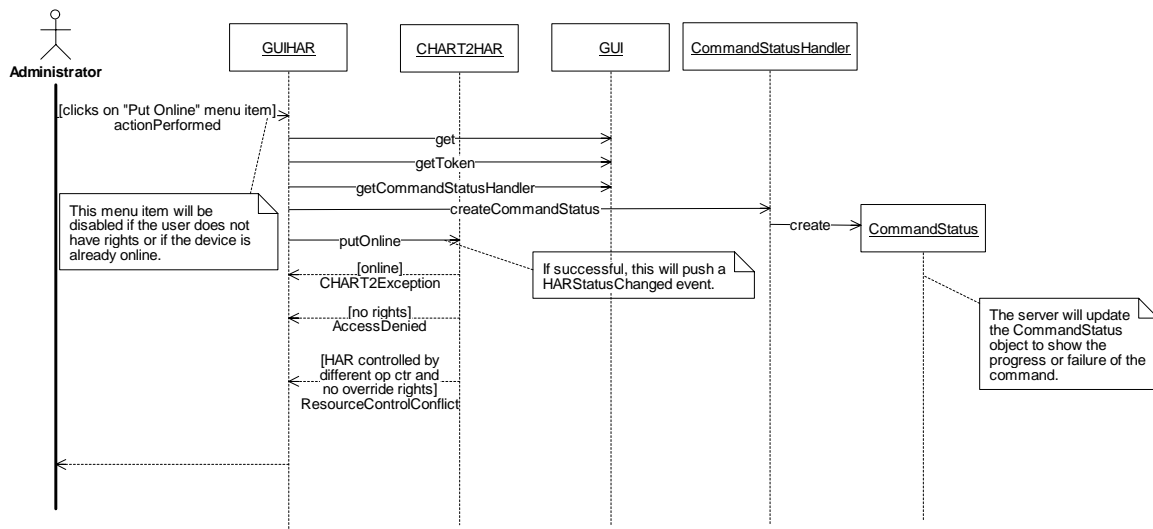 GUIHAR
CHART2HAR
GUI
CommandStatusHandler
Administrator
[clicks on "Put Online" menu item]
actionPerformed
get
getToken
getCommandStatusHandler
createCommandStatus
This menu item will be
disabled if the user does not
have rights or if the device is
already online.
create
CommandStatus
putOnline
[online]
CHART2Exception
If successful, this will push a
HARStatusChanged event.
[no rights]
AccessDenied
The server will update
the CommandStatus
object to show the
progress or failure of the
command.
[HAR controlled by
different op ctr and
no override rights]
ResourceControlConflict